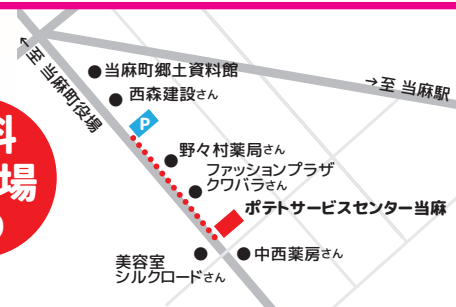 ←至 当麻町役場
→至 当麻駅
当麻町郷土資料館
西森建設さん
P
野々村薬局さん
ファッションプラザ
クワバラさん
ポテトサービスセンター当麻
美容室
シルクロードさん
中西薬房さん
料
場